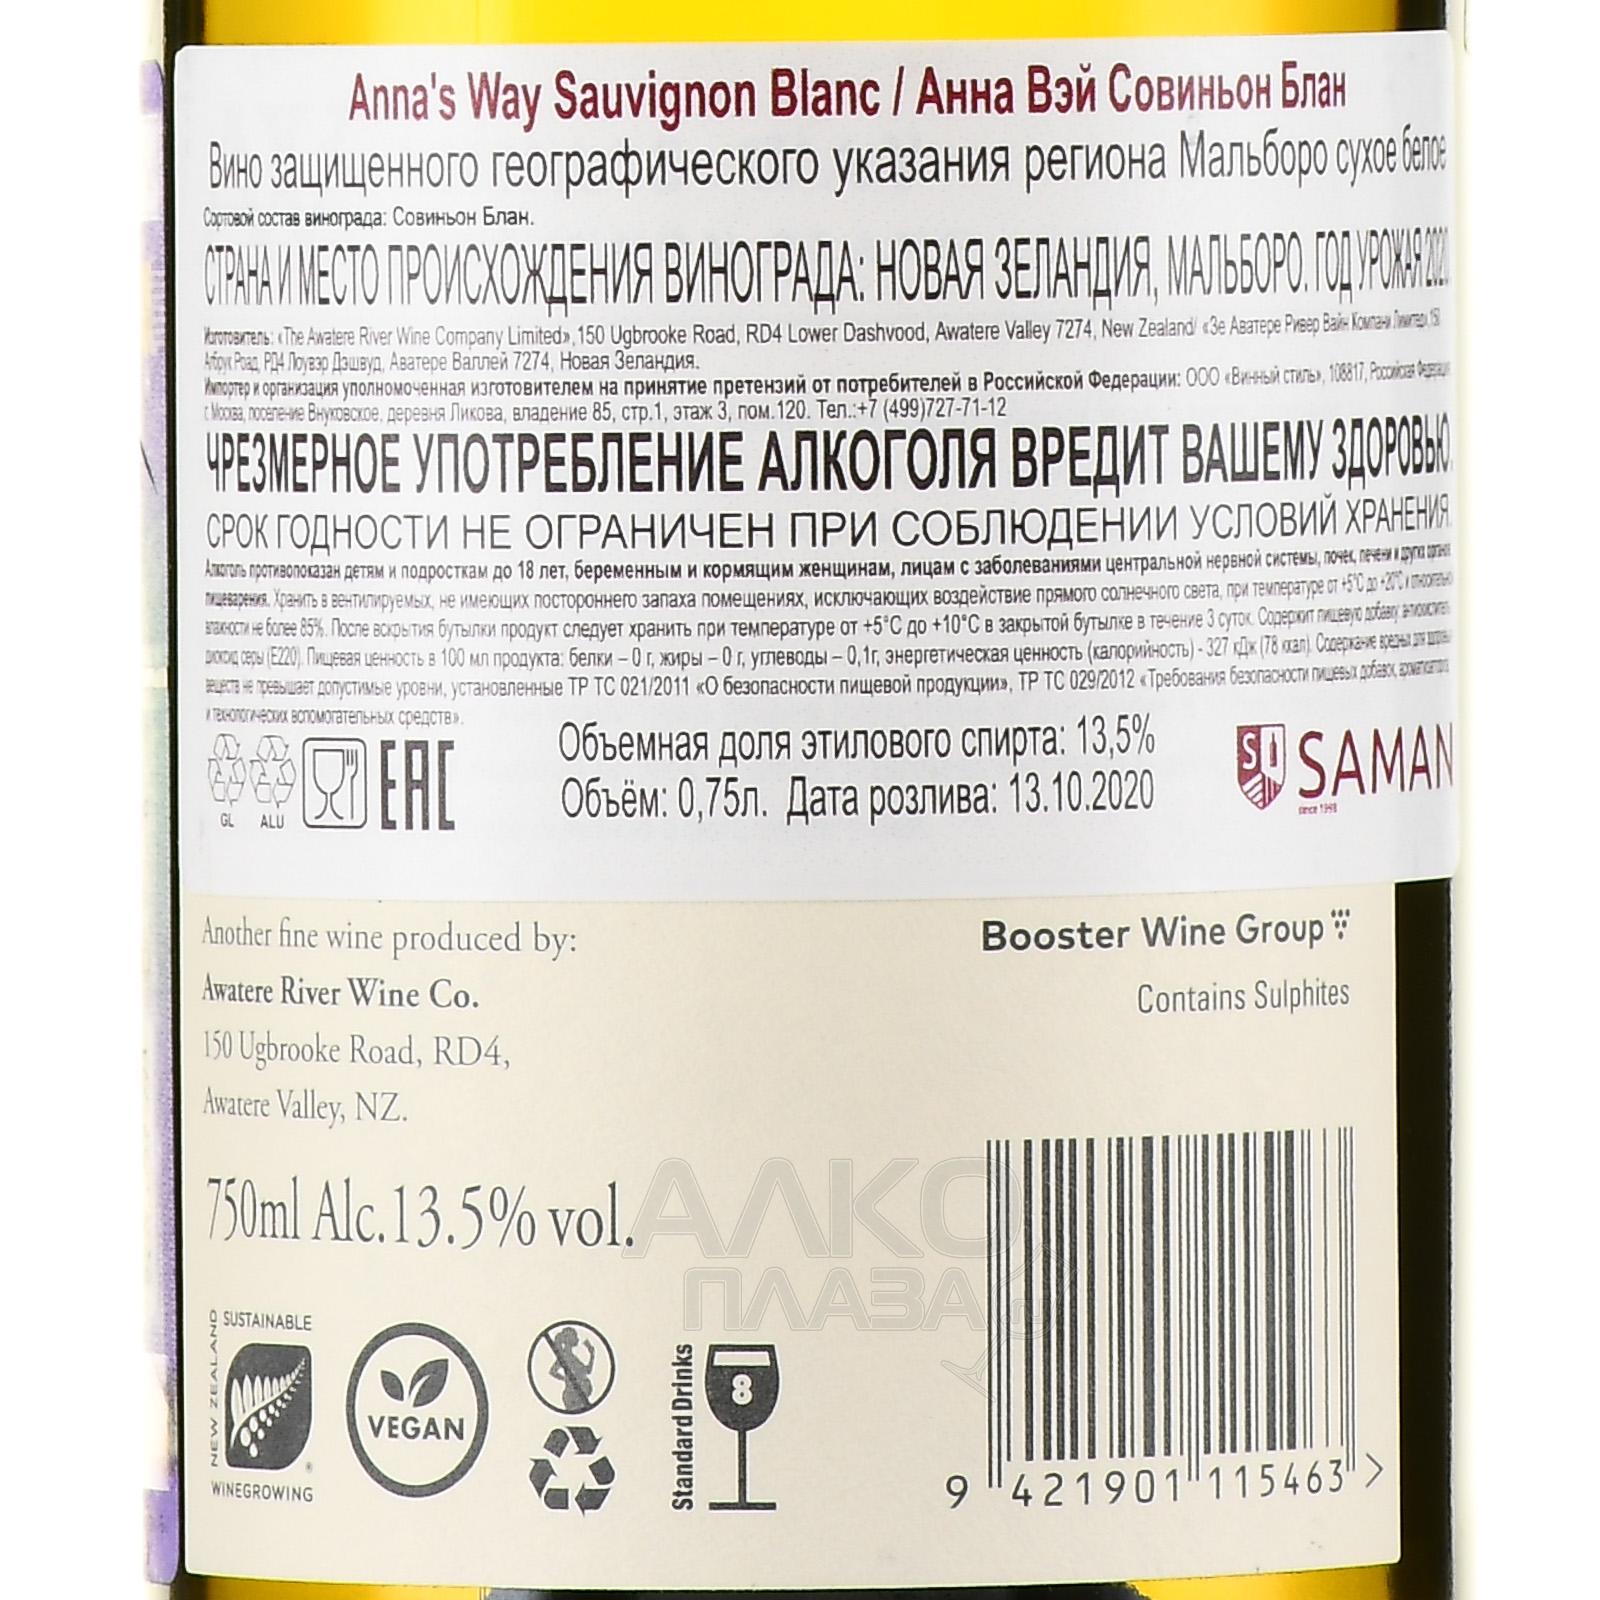 Anna's Way Sauvignon Blanc / Анна Вэй Совиньон Блан
Вино защищенного географического указания региона Мальборо сухое белое
Сортовой состав винограда: Совиньон Блан.
СТРАНА И МЕСТО ПРОИСХОЖДЕНИЯ ВИНОГРАДА: НОВАЯ ЗЕЛАНДИЯ, МАЛЬБОРО. ГОД УРОЖАЯ 2020
Изготовитель: «The Awatere River Wine Company Limited», 150 Ugbrooke Road, RD4 Lower Dashvood, Awatere Valley 7274, New Zealand/ «Зе Аватере Ривер Вайн Компани Лимитед», 150
Агбрук Роад, РД4 Лоувэр Дэшвуд, Аватере Валлей 7274, Новая Зеландия.
Импортер и организация уполномоченная изготовителем на принятие претензий от потребителей в Российской Федерации: ООО «Винный стиль», 108817, Российская Федерация
г. Москва, поселение Внуковское, деревня Ликова, владение 85, стр.1, этаж 3, пом.120. Тел.:+7 (499)727-71-12
ЧРЕЗМЕРНОЕ УПОТРЕБЛЕНИЕ АЛКОГОЛЯ ВРЕДИТ ВАШЕМУ ЗДОРОВЬЮ.
СРОК ГОДНОСТИ НЕ ОГРАНИЧЕН ПРИ СОБЛЮДЕНИИ УСЛОВИЙ ХРАНЕНИЯ.
Алкоголь противопоказан детям и подросткам до 18 лет, беременным и кормящим женщинам, лицам с заболеваниями центральной нервной системы, почек, печени и других органов
пищеварения. Хранить в вентилируемых, не имеющих постороннего запаха помещениях, исключающих воздействие прямого солнечного света, при температуре от +5°C до +20°C и относительной
влажности не более 85%. После вскрытия бутылки продукт следует хранить при температуре от +5°C до +10°C в закрытой бутылке в течение 3 суток. Содержит пищевую добавку: антиокислитель
диоксид серы (Е220). Пищевая ценность в 100 мл продукта: белки – 0 г, жиры – 0 г, углеводы – 0,1г, энергетическая ценность (калорийность) - 327 кДж (78 ккал). Содержание вредных для здоровья
веществ не превышает допустимые уровни, установленные ТР ТС 021/2011 «О безопасности пищевой продукции», ТР ТС 029/2012 «Требования безопасности пищевых добавок, ароматизаторов
и технологических вспомогательных средств».
GL ALU EAC
Объемная доля этилового спирта: 13,5%
Объём: 0,75л. Дата розлива: 13.10.2020
SAMAN
since 1998
Another fine wine produced by:
Awatere River Wine Co.
150 Ugbrooke Road, RD4,
Awatere Valley, NZ.
Booster Wine Group
Contains Sulphites
750ml Alc.13.5% vol.
АЛКО
ПЛАЗА.ру
SUSTAINABLE
NEW ZEALAND
WINEGROWING
VEGAN
Standard Drinks
8
9 421901 115463 >